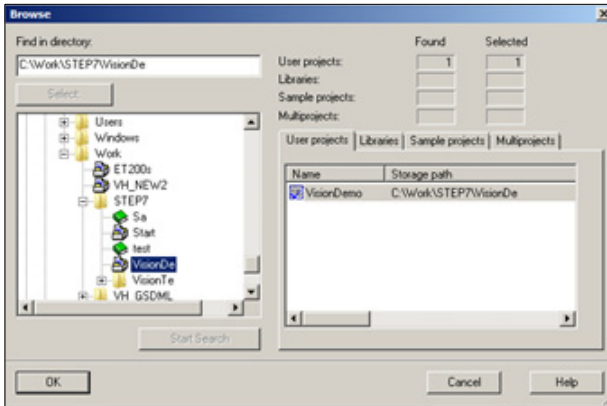 Browse
Find in directory:
C:\Work\STEP7\VisionDe
Select
Found
Selected
User projects:
1
1
Libraries:
Sample projects:
Multiprojects:
Users
Windows
Work
ET200s
VH_NEW2
STEP7
Sa
Start
test
VisionDe
VisionTe
VH_GSDML
Start Search
User projects
Libraries
Sample projects
Multiprojects
Name
Storage path
VisionDemo
C:\Work\STEP7\VisionDe
OK
Cancel
Help